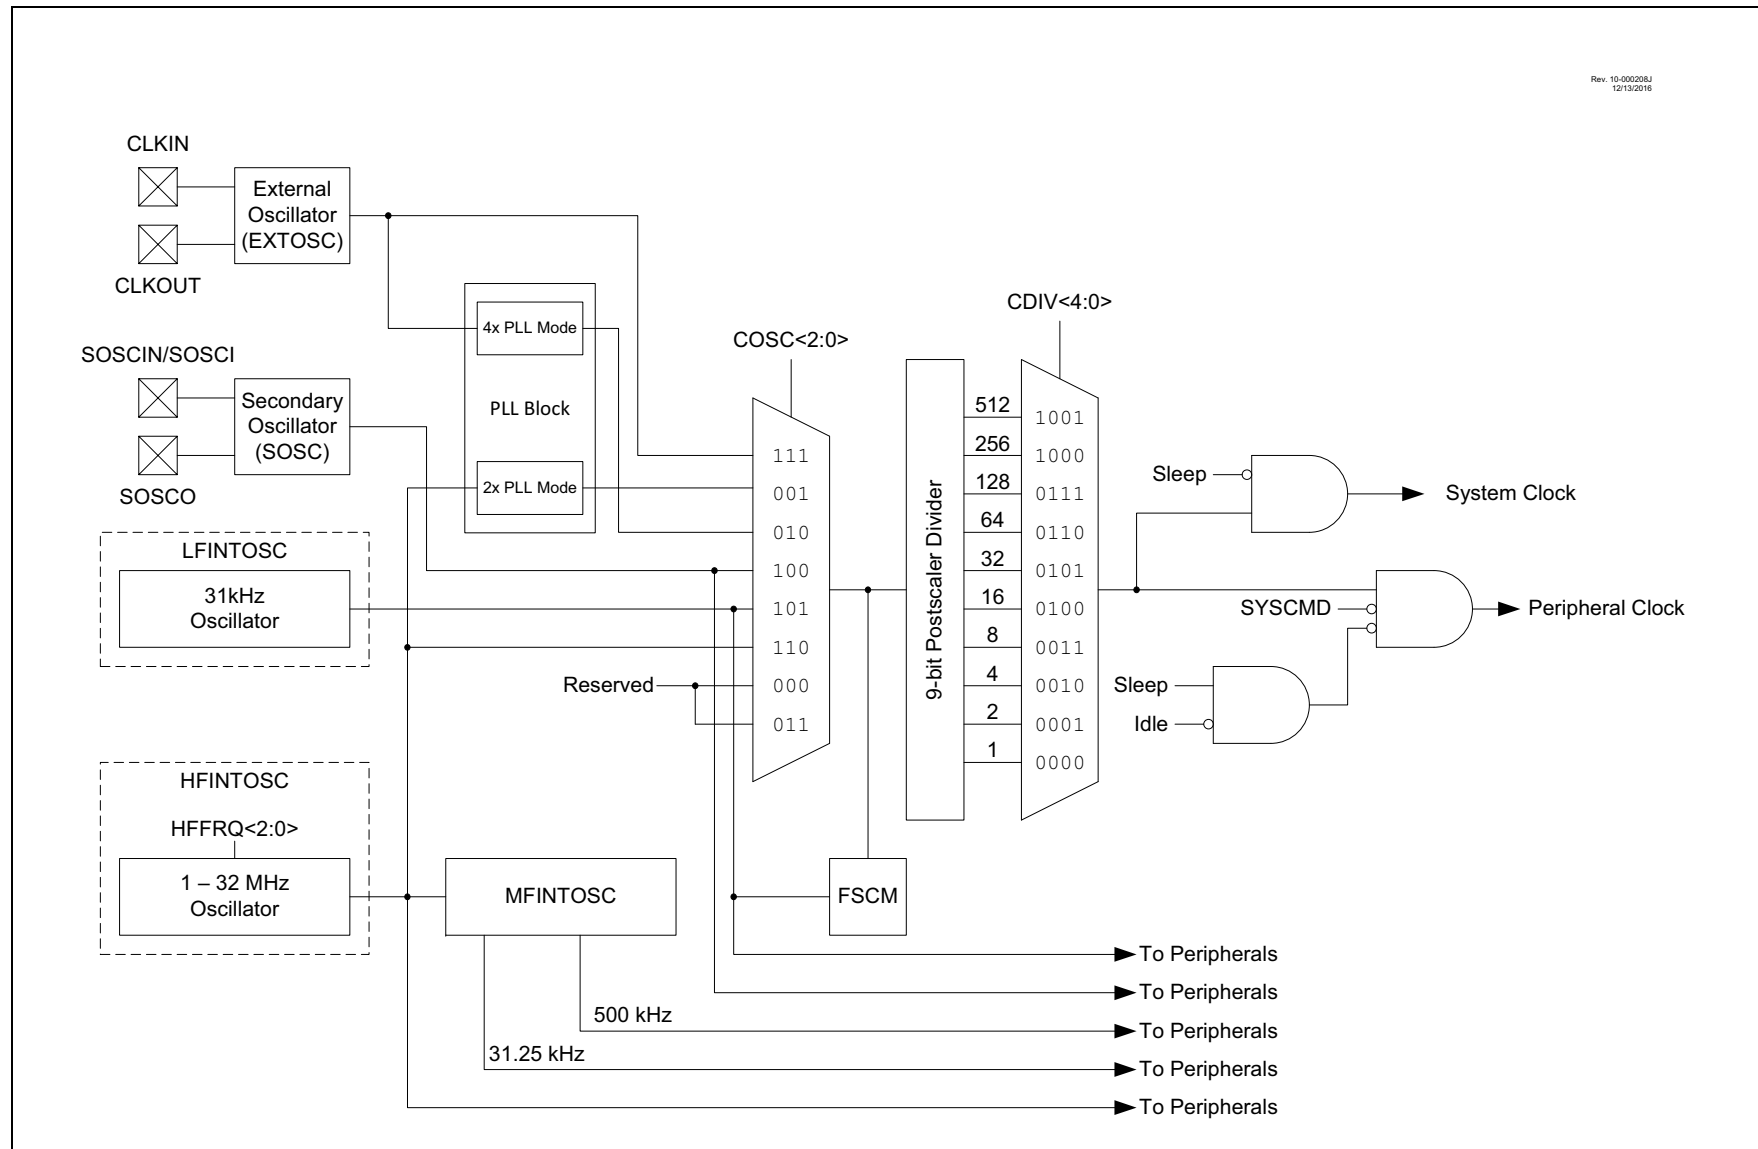 Rev. 10-000208J
12/13/2016
CLKIN
External
Oscillator
(EXTOSC)
CLKOUT
4x PLL Mode
PLL Block
2x PLL Mode
SOSCIN/SOSCI
Secondary
Oscillator
(SOSC)
SOSCO
LFINTOSC
31kHz
Oscillator
HFINTOSC
HFFRQ<2:0>
1 – 32 MHz
Oscillator
MFINTOSC
500 kHz
31.25 kHz
Reserved
COSC<2:0>
111
001
010
100
101
110
000
011
FSCM
9-bit Postscaler Divider
CDIV<4:0>
512 1001
256 1000
128 0111
64 0110
32 0101
16 0100
8 0011
4 0010
2 0001
1 0000
Sleep
System Clock
SYSCMD
Peripheral Clock
Sleep
Idle
To Peripherals
To Peripherals
To Peripherals
To Peripherals
To Peripherals